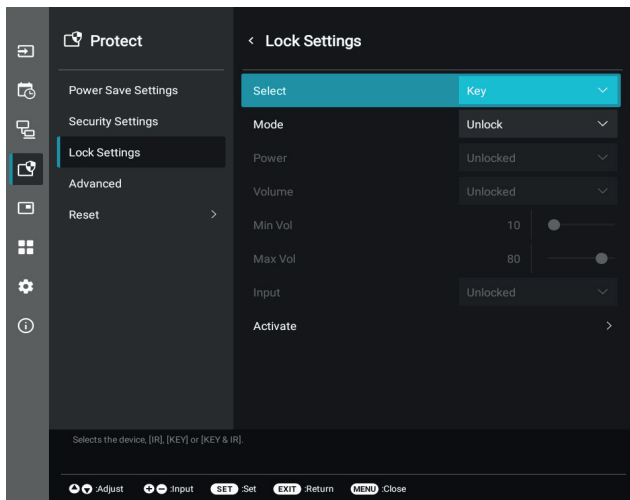 Protect
Power Save Settings
Security Settings
Lock Settings
Advanced
Reset
Lock Settings
Select Key
Mode Unlock
Power Unlocked
Volume Unlocked
Min Vol 10
Max Vol 80
Input Unlocked
Activate
Selects the device, [IR], [KEY] or [KEY & IR].
:Adjust :Input SET :Set EXIT :Return MENU :Close